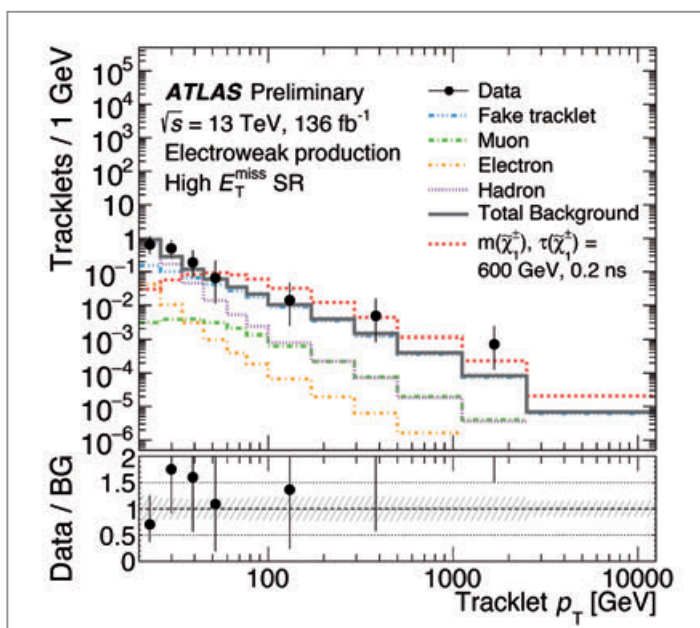 Tracklets / 1 GeV
10⁵
10⁴
10³
10²
10
1
10⁻¹
10⁻²
10⁻³
10⁻⁴
10⁻⁵
10⁻⁶
ATLAS Preliminary
√s = 13 TeV, 136 fb⁻¹
Electroweak production
High E_T^miss SR
Data
Fake tracklet
Muon
Electron
Hadron
Total Background
m(χ̃₁±), τ(χ̃₁±) =
600 GeV, 0.2 ns
Data / BG
2
1.5
1
0.5
0
100
1000
10000
Tracklet p_T [GeV]